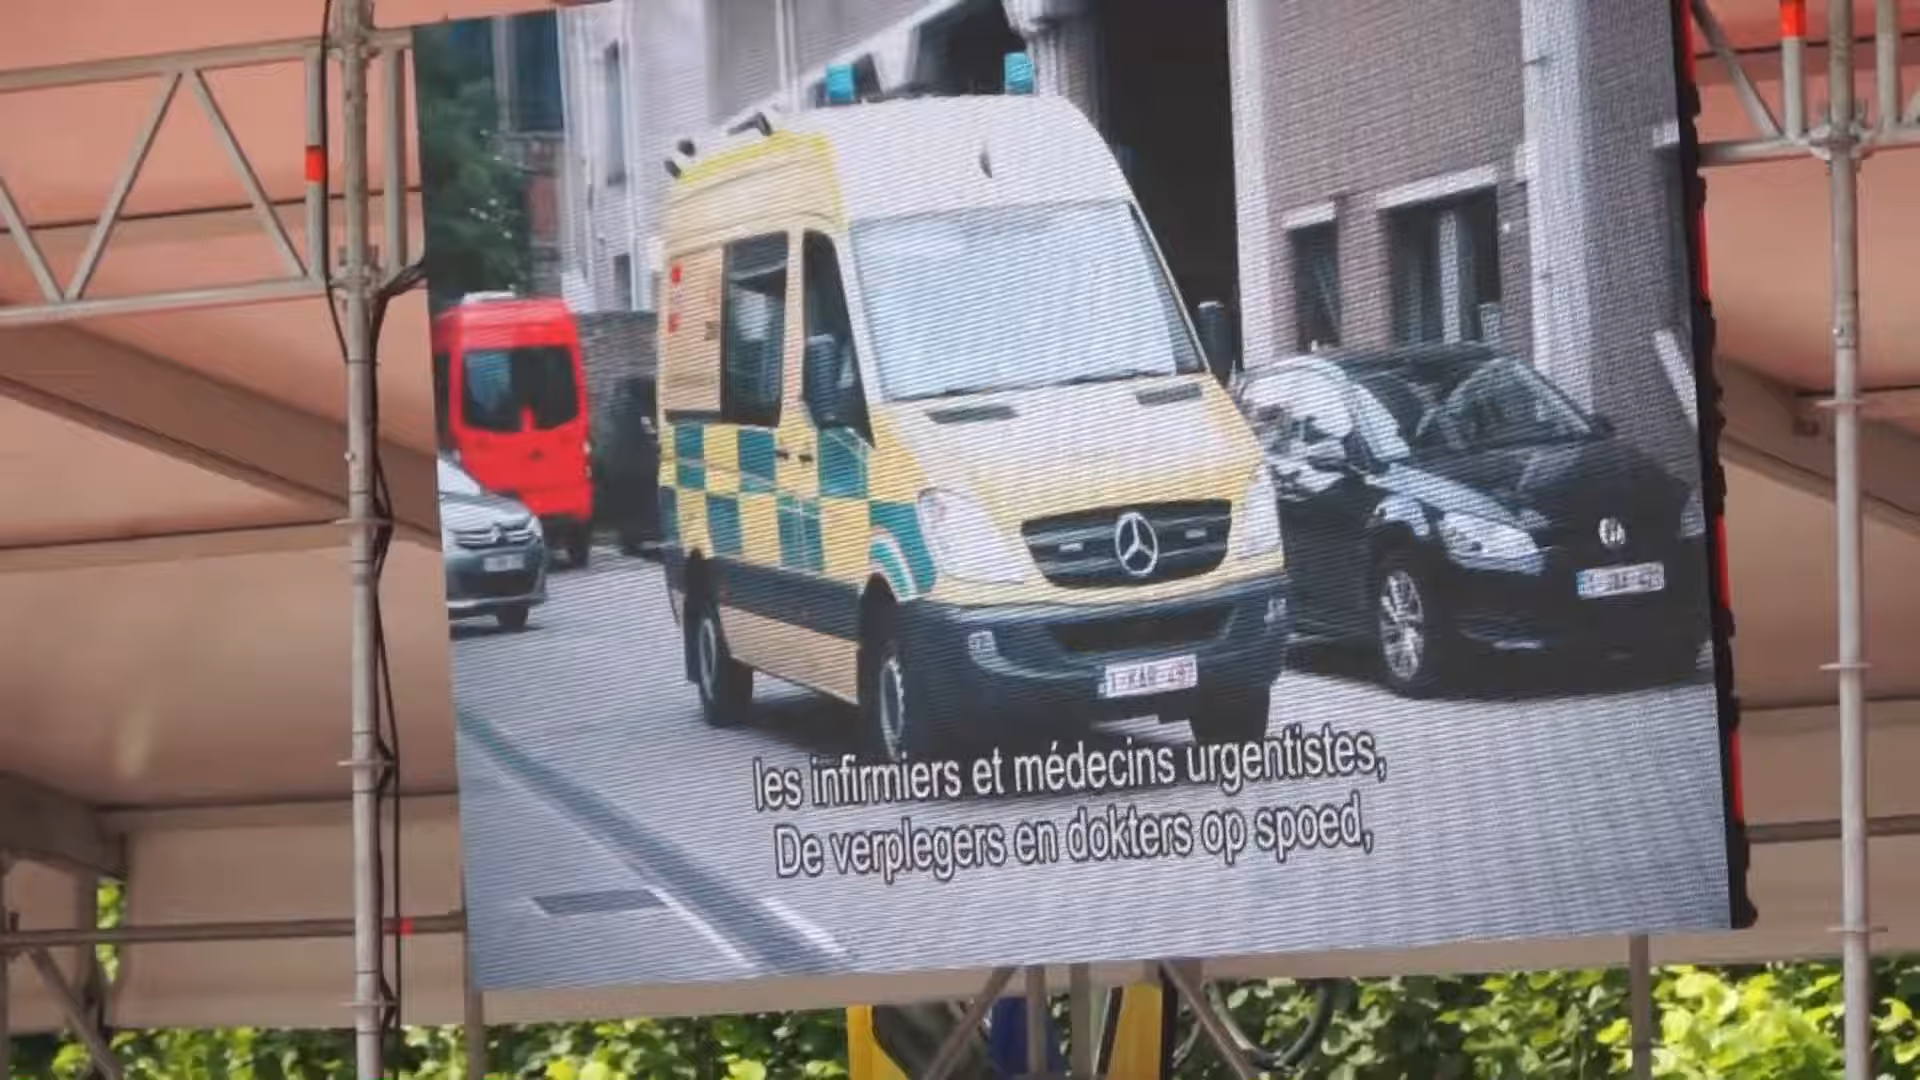 les infirmiers et médecins urgentistes,
De verplegers en dokters op spoed,